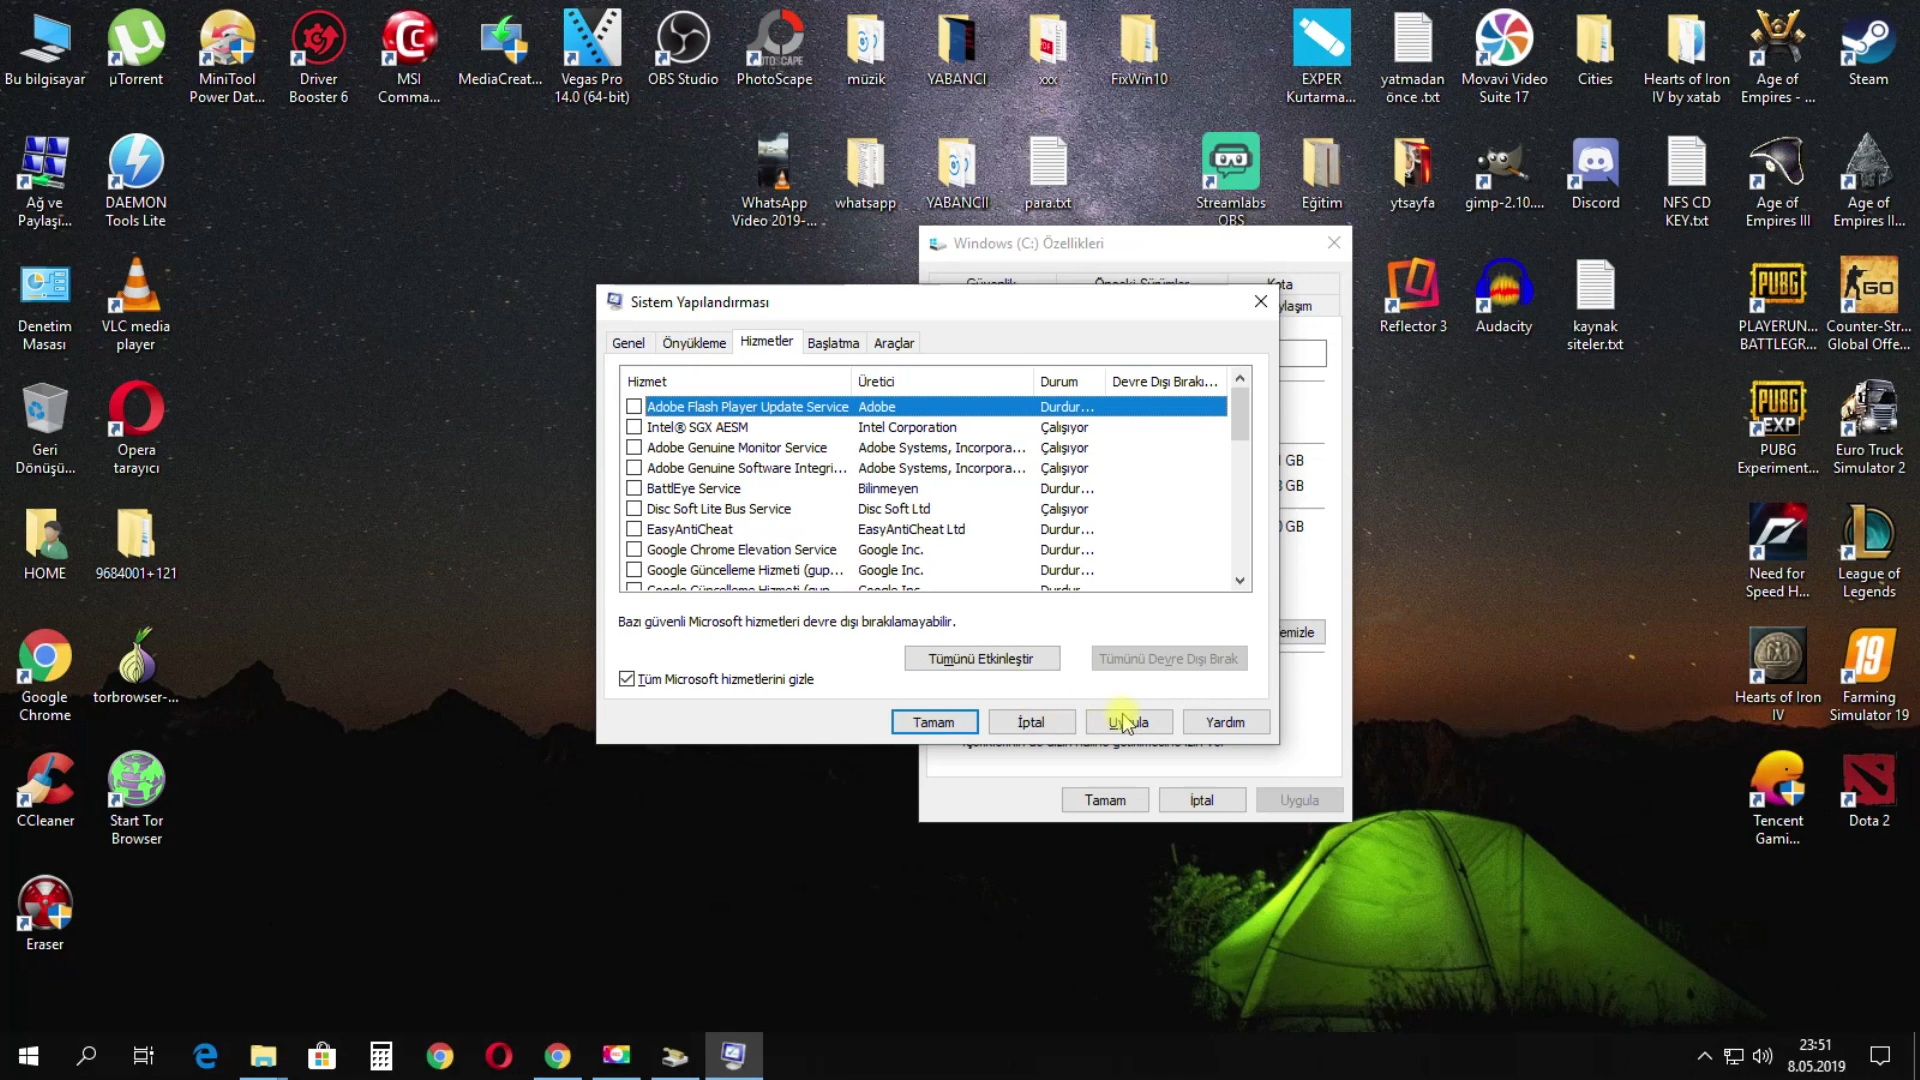 Bu bilgisayar
µTorrent
MiniTool
Power Dat...
Driver
Booster 6
MSI
Comma...
MediaCreat...
Vegas Pro
14.0 (64-bit)
OBS Studio
PhotoScape
müzik
YABANCI
xxx
FixWin10
EXPER
Kurtarma...
yatmadan
önce .txt
Movavi Video
Suite 17
Cities
Hearts of Iron
IV by xatab
Age of
Empires - ...
Steam
Ağ ve
Paylaşı...
DAEMON
Tools Lite
WhatsApp
Video 2019-...
whatsapp
YABANCII
para.txt
Streamlabs
OBS
Eğitim
ytsayfa
gimp-2.10....
Discord
NFS CD
KEY.txt
Age of
Empires III
Age of
Empires II...
Denetim
Masası
VLC media
player
Reflector 3
Audacity
kaynak
siteler.txt
PLAYERUN...
BATTLEGR...
Counter-Str...
Global Offe...
Geri
Dönüşü...
Opera
tarayıcı
PUBG
Experiment...
Euro Truck
Simulator 2
HOME
9684001+121
Need for
Speed H...
League of
Legends
Google
Chrome
torbrowser-...
Hearts of Iron
IV
Farming
Simulator 19
CCleaner
Start Tor
Browser
Tencent
Gami...
Dota 2
Eraser
Windows (C:) Özellikleri
Güvenlik Önceki Sürümler Kota
ylaşım
GB
GB
GB
emizle
Tamam İptal Uygula
Sistem Yapılandırması
Genel Önyükleme Hizmetler Başlatma Araçlar
Hizmet Üretici Durum Devre Dışı Bırakı...
Adobe Flash Player Update Service Adobe Durdur...
Intel® SGX AESM Intel Corporation Çalışıyor
Adobe Genuine Monitor Service Adobe Systems, Incorpora... Çalışıyor
Adobe Genuine Software Integri... Adobe Systems, Incorpora... Çalışıyor
BattlEye Service Bilinmeyen Durdur...
Disc Soft Lite Bus Service Disc Soft Ltd Çalışıyor
EasyAntiCheat EasyAntiCheat Ltd Durdur...
Google Chrome Elevation Service Google Inc. Durdur...
Google Güncelleme Hizmeti (gup... Google Inc. Durdur...
Google Güncelleme Hizmeti (gup... Google Inc. Durdur...
Bazı güvenli Microsoft hizmetleri devre dışı bırakılamayabilir.
Tümünü Etkinleştir Tümünü Devre Dışı Bırak
Tüm Microsoft hizmetlerini gizle
Tamam İptal Uygula Yardım
23:51
8.05.2019